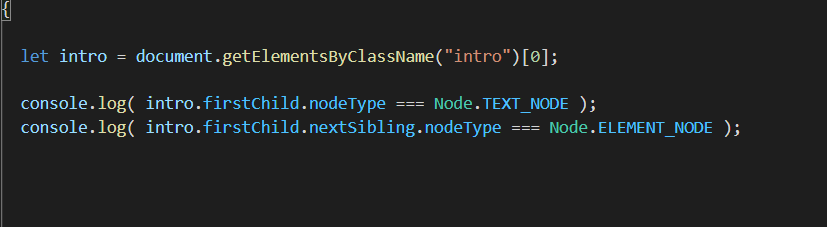 {
let intro = document.getElementsByClassName("intro")[0];
console.log( intro.firstChild.nodeType === Node.TEXT_NODE );
console.log( intro.firstChild.nextSibling.nodeType === Node.ELEMENT_NODE );